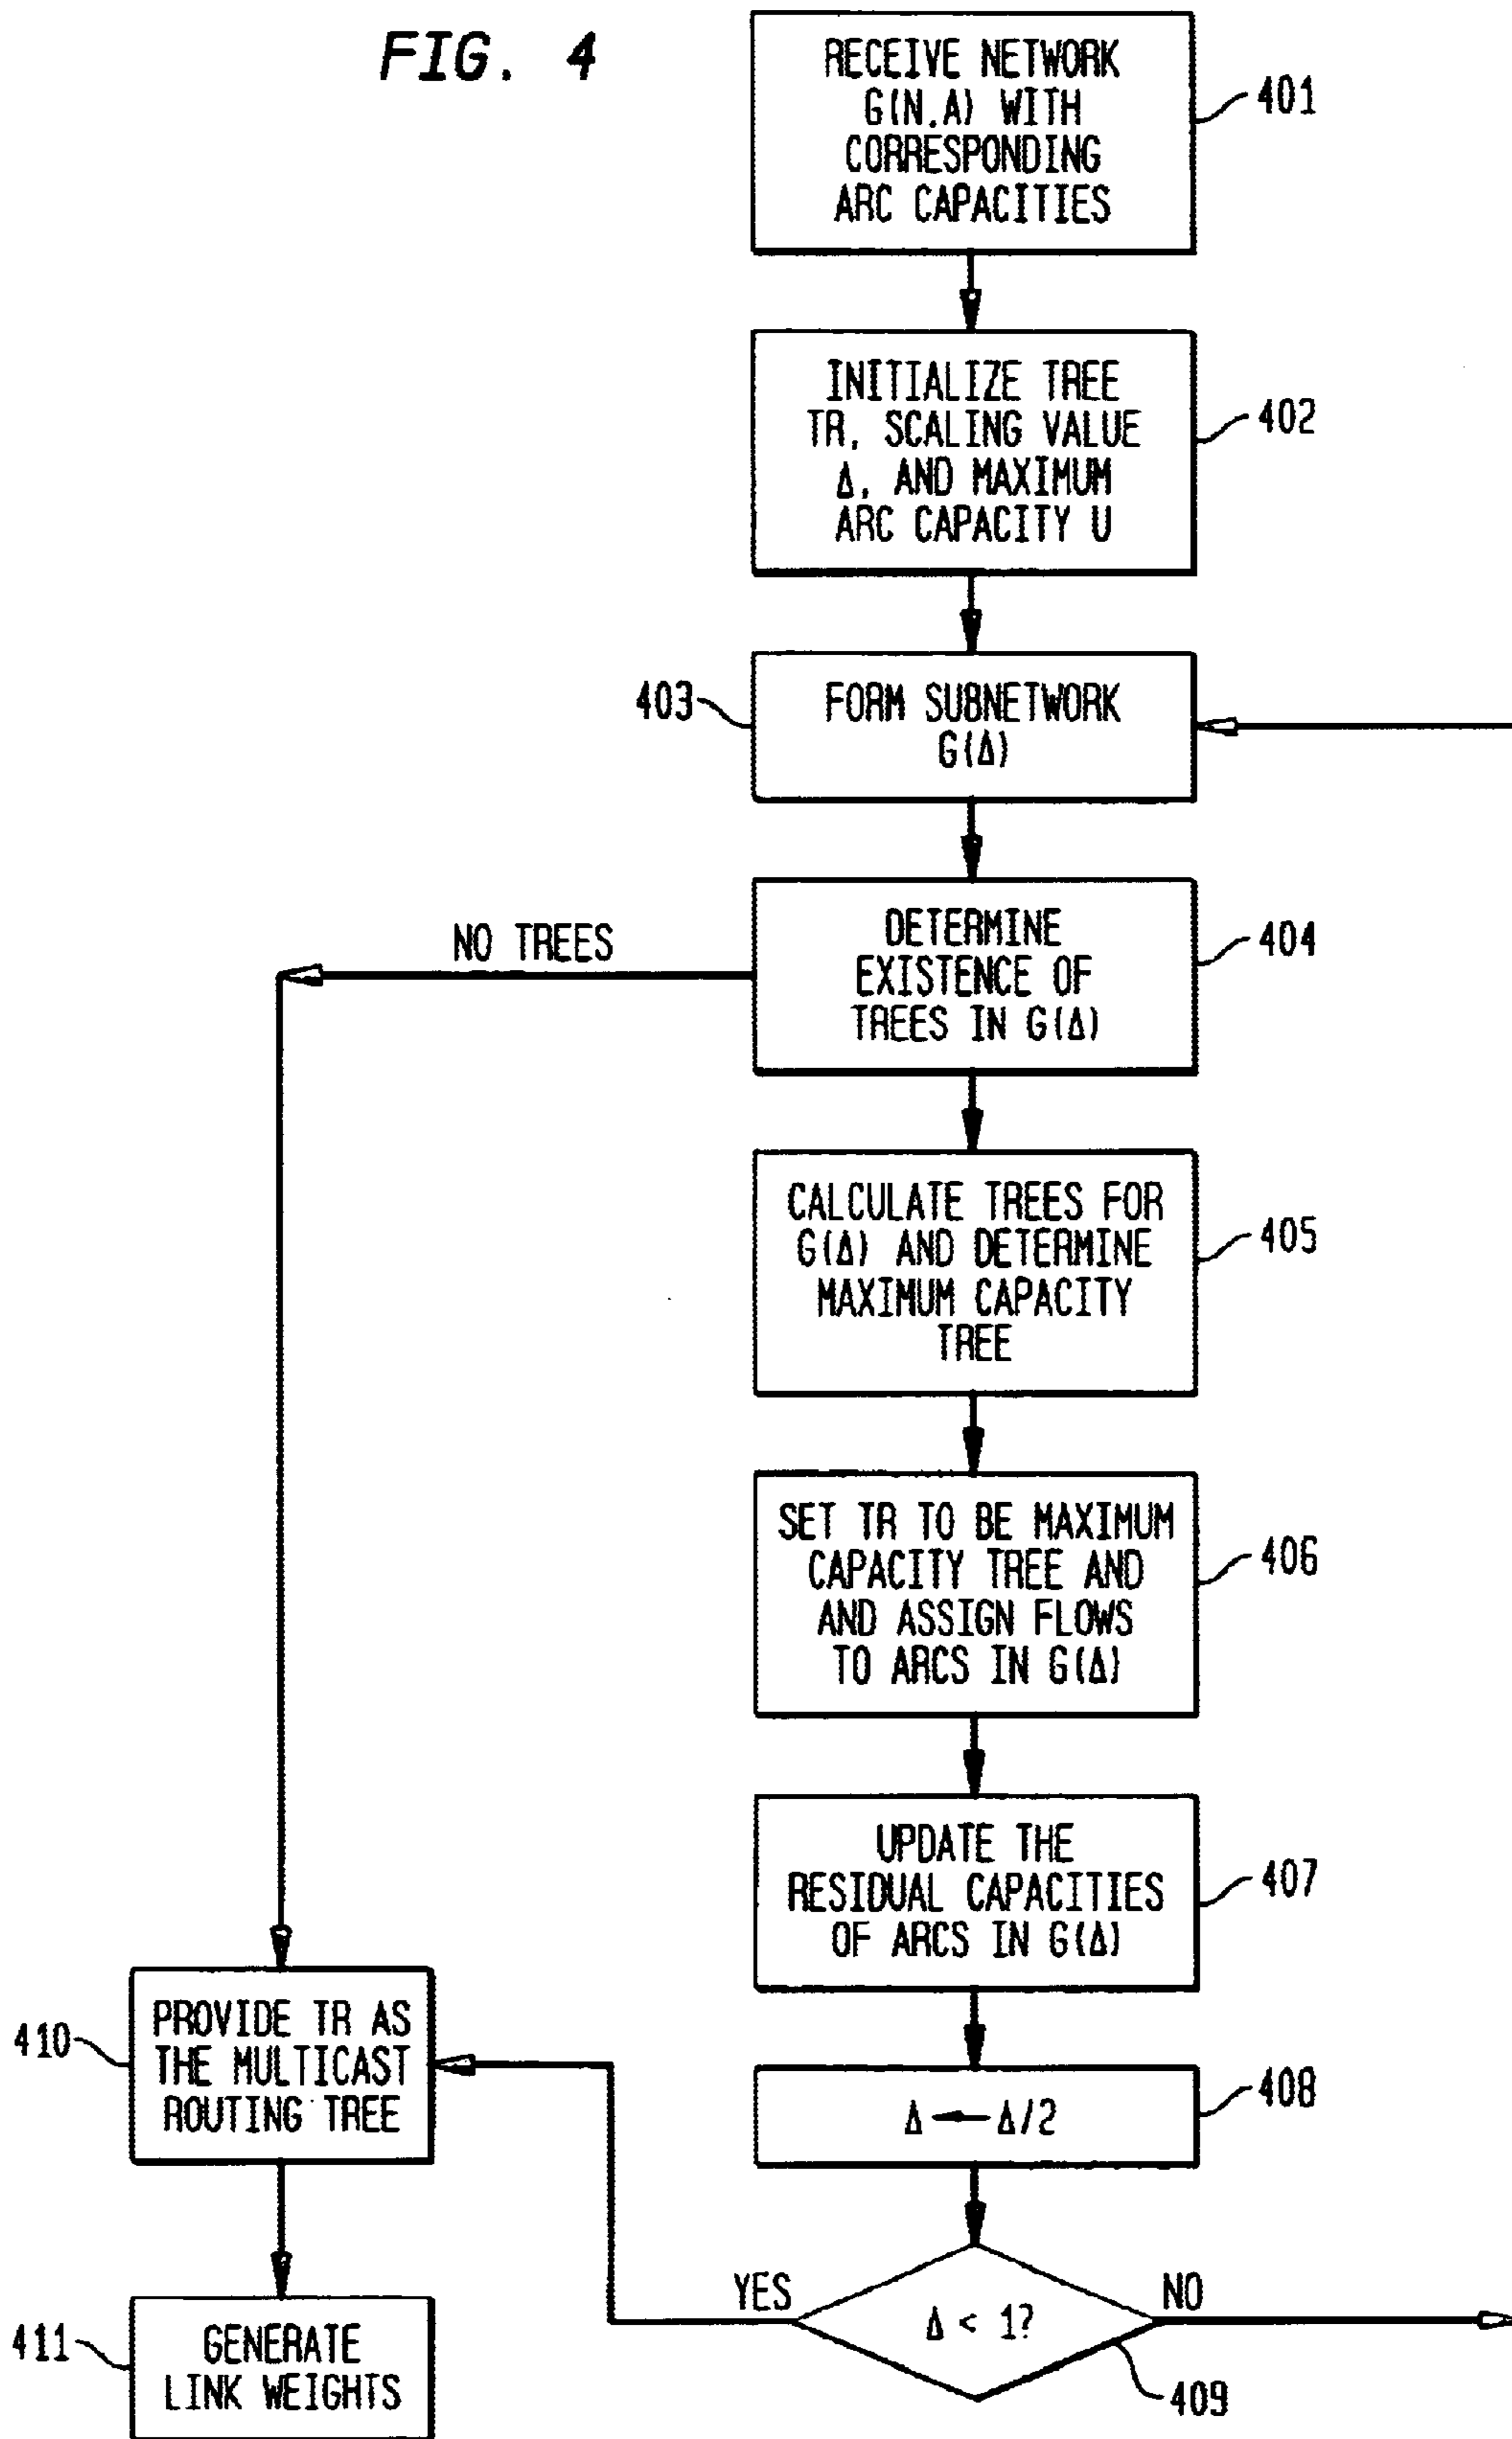 FIG. 4
RECEIVE NETWORK
G(N,A) WITH
CORRESPONDING
ARC CAPACITIES
401
INITIALIZE TREE
TR, SCALING VALUE
Δ, AND MAXIMUM
ARC CAPACITY U
402
403
FORM SUBNETWORK
G(Δ)
NO TREES
DETERMINE
EXISTENCE OF
TREES IN G(Δ)
404
CALCULATE TREES FOR
G(Δ) AND DETERMINE
MAXIMUM CAPACITY
TREE
405
SET TR TO BE MAXIMUM
CAPACITY TREE AND
AND ASSIGN FLOWS
TO ARCS IN G(Δ)
406
UPDATE THE
RESIDUAL CAPACITIES
OF ARCS IN G(Δ)
407
410
PROVIDE TR AS
THE MULTICAST
ROUTING TREE
Δ ← Δ/2
408
YES
Δ < 1?
NO
409
411
GENERATE
LINK WEIGHTS